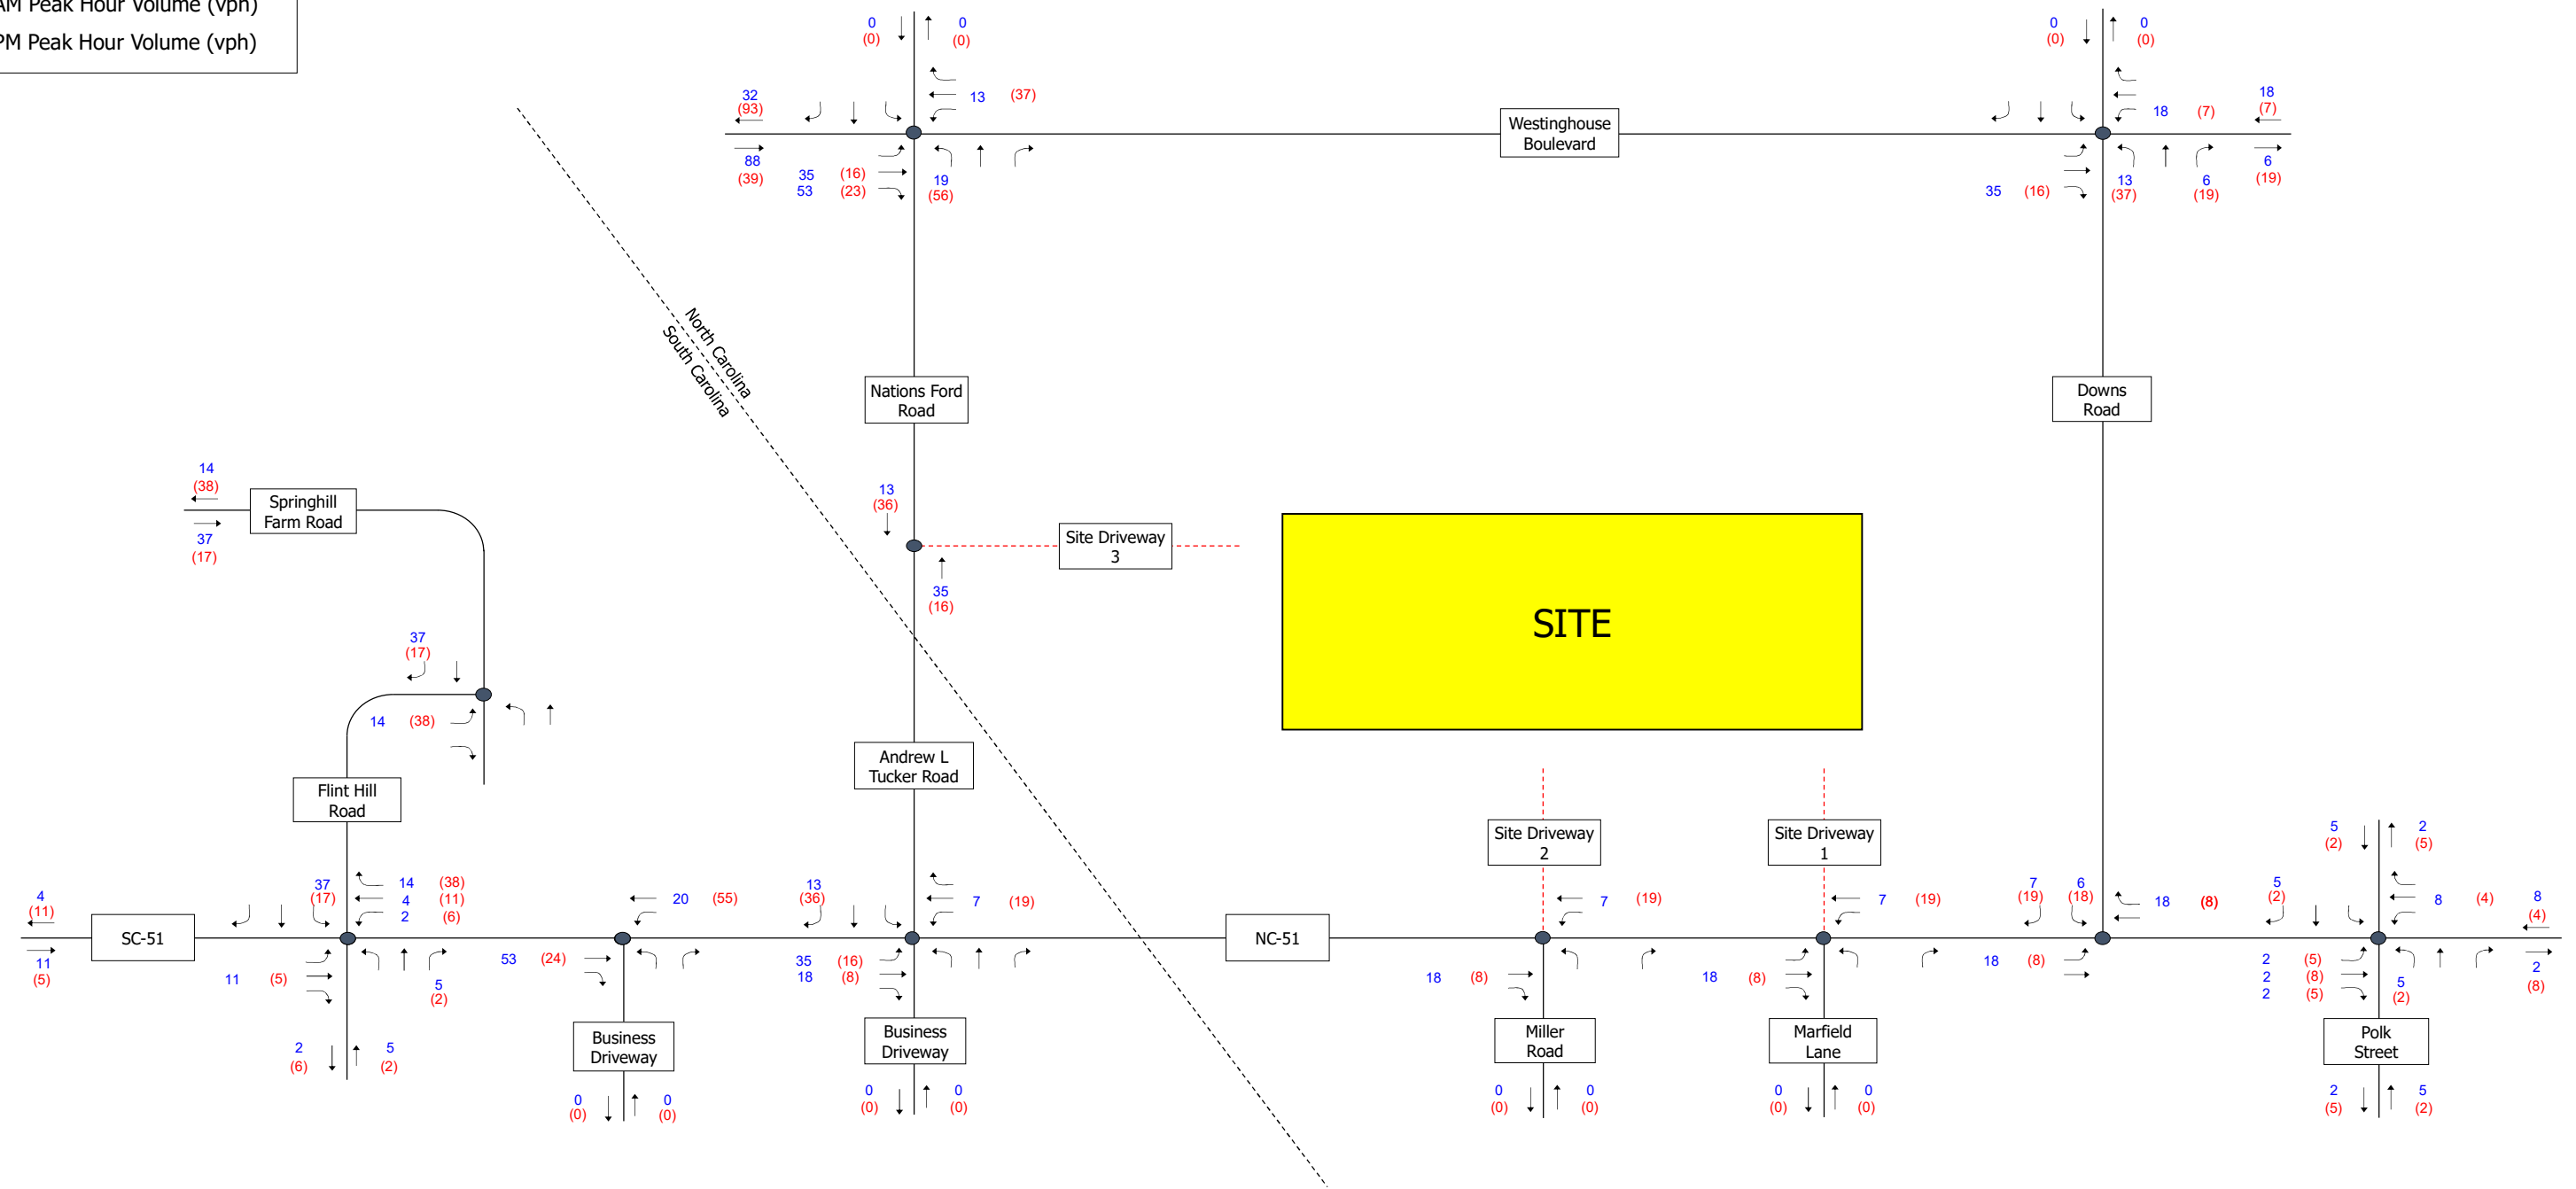 AM Peak Hour Volume (vph)
PM Peak Hour Volume (vph)
0 0
(0) (0)
0 0
(0) (0)
32
(93)
13 (37)
18 (7)
18
(7)
Westinghouse
Boulevard
88
(39)
35 (16)
53 (23)
19
(56)
35 (16)
13
(37)
6
(19)
6
(19)
North Carolina
South Carolina
Nations Ford
Road
Downs
Road
14
(38)
Springhill
Farm Road
37
(17)
13
(36)
Site Driveway
3
35
(16)
SITE
37
(17)
14 (38)
Flint Hill
Road
Andrew L
Tucker Road
Site Driveway
2
Site Driveway
1
5 2
(2) (5)
4
(11)
37
(17)
14 (38)
4 (11)
2 (6)
20 (55)
13
(36)
7 (19)
7 (19)
7 (19)
7
(19)
6
(18)
18 (8)
5
(2)
8 (4)
8
(4)
SC-51
NC-51
11
(5)
11 (5)
5
(2)
53 (24)
35 (16)
18 (8)
18 (8)
18 (8)
18 (8)
2 (5)
2 (8)
2 (5)
5
(2)
2
(8)
2 5
(6) (2)
Business
Driveway
Business
Driveway
Miller
Road
Marfield
Lane
Polk
Street
0 0
(0) (0)
0 0
(0) (0)
0 0
(0) (0)
0 0
(0) (0)
2 5
(5) (2)